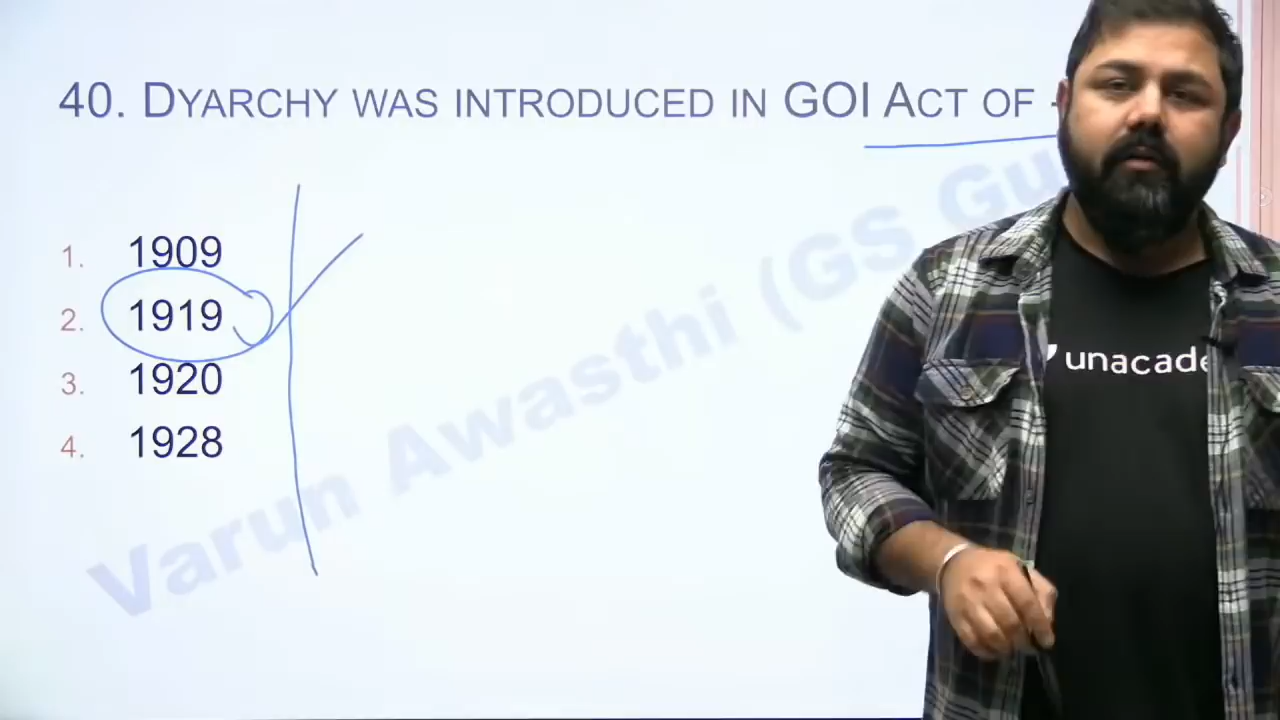 40. DYARCHY WAS INTRODUCED IN GOI ACT OF -
1. 1909
2. 1919
3. 1920
4. 1928
Varun Awasthi (GS Gu
unacade